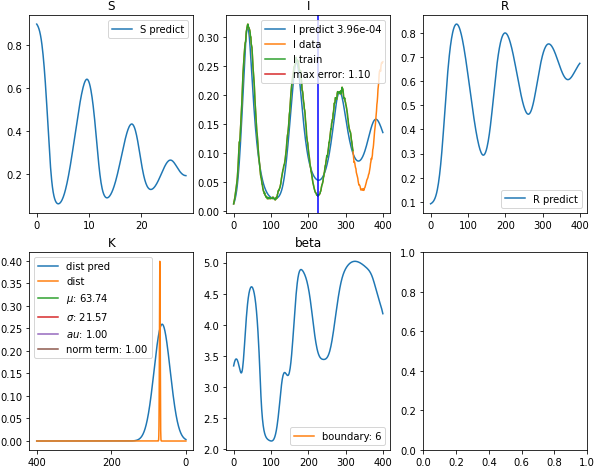 S
I
R
S predict
I predict 3.96e-04
I data
I train
max error: 1.10
R predict
0.8
0.6
0.4
0.2
0.30
0.25
0.20
0.15
0.10
0.05
0.00
0.8
0.7
0.6
0.5
0.4
0.3
0.2
0.1
0 10 20
0 100 200 300 400
0 100 200 300 400
K
beta
dist pred
dist
μ: 63.74
σ: 21.57
au: 1.00
norm term: 1.00
boundary: 6
0.40
0.35
0.30
0.25
0.20
0.15
0.10
0.05
0.00
5.0
4.5
4.0
3.5
3.0
2.5
2.0
1.0
0.8
0.6
0.4
0.2
0.0
400 200 0
0 100 200 300 400
0.0 0.2 0.4 0.6 0.8 1.0